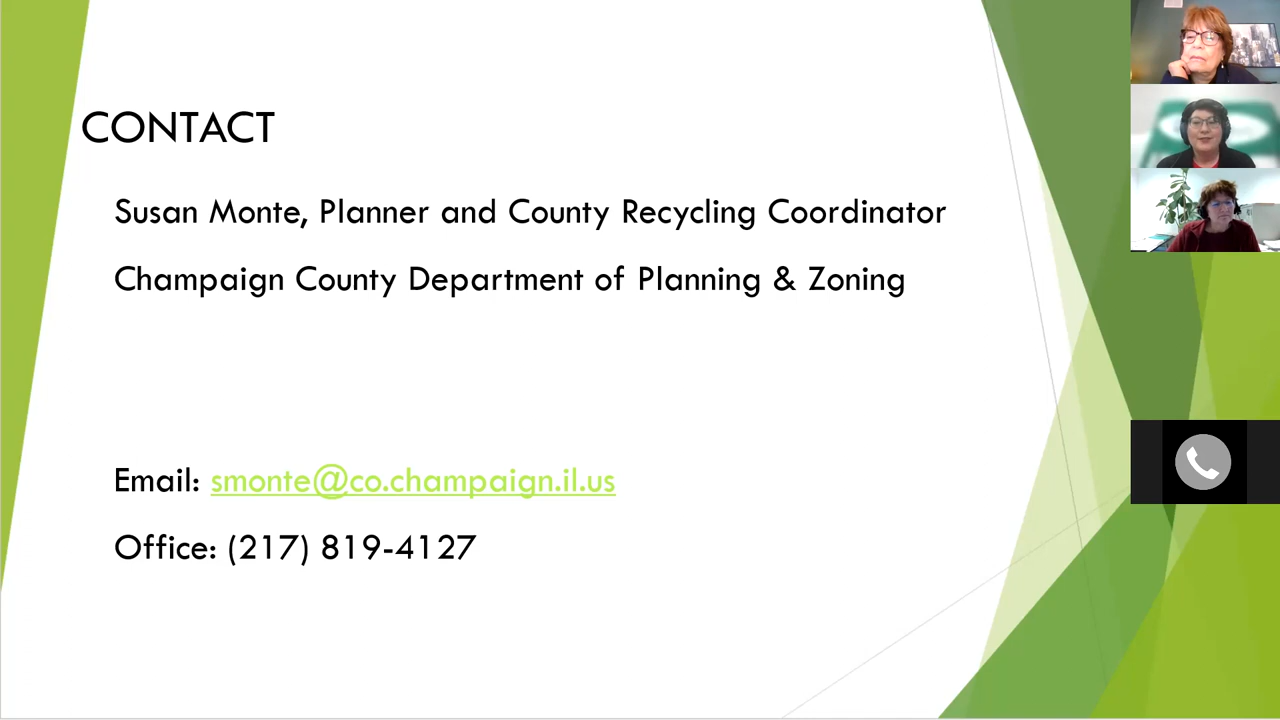 CONTACT
Susan Monte, Planner and County Recycling Coordinator
Champaign County Department of Planning & Zoning
Email: smonte@co.champaign.il.us
Office: (217) 819-4127